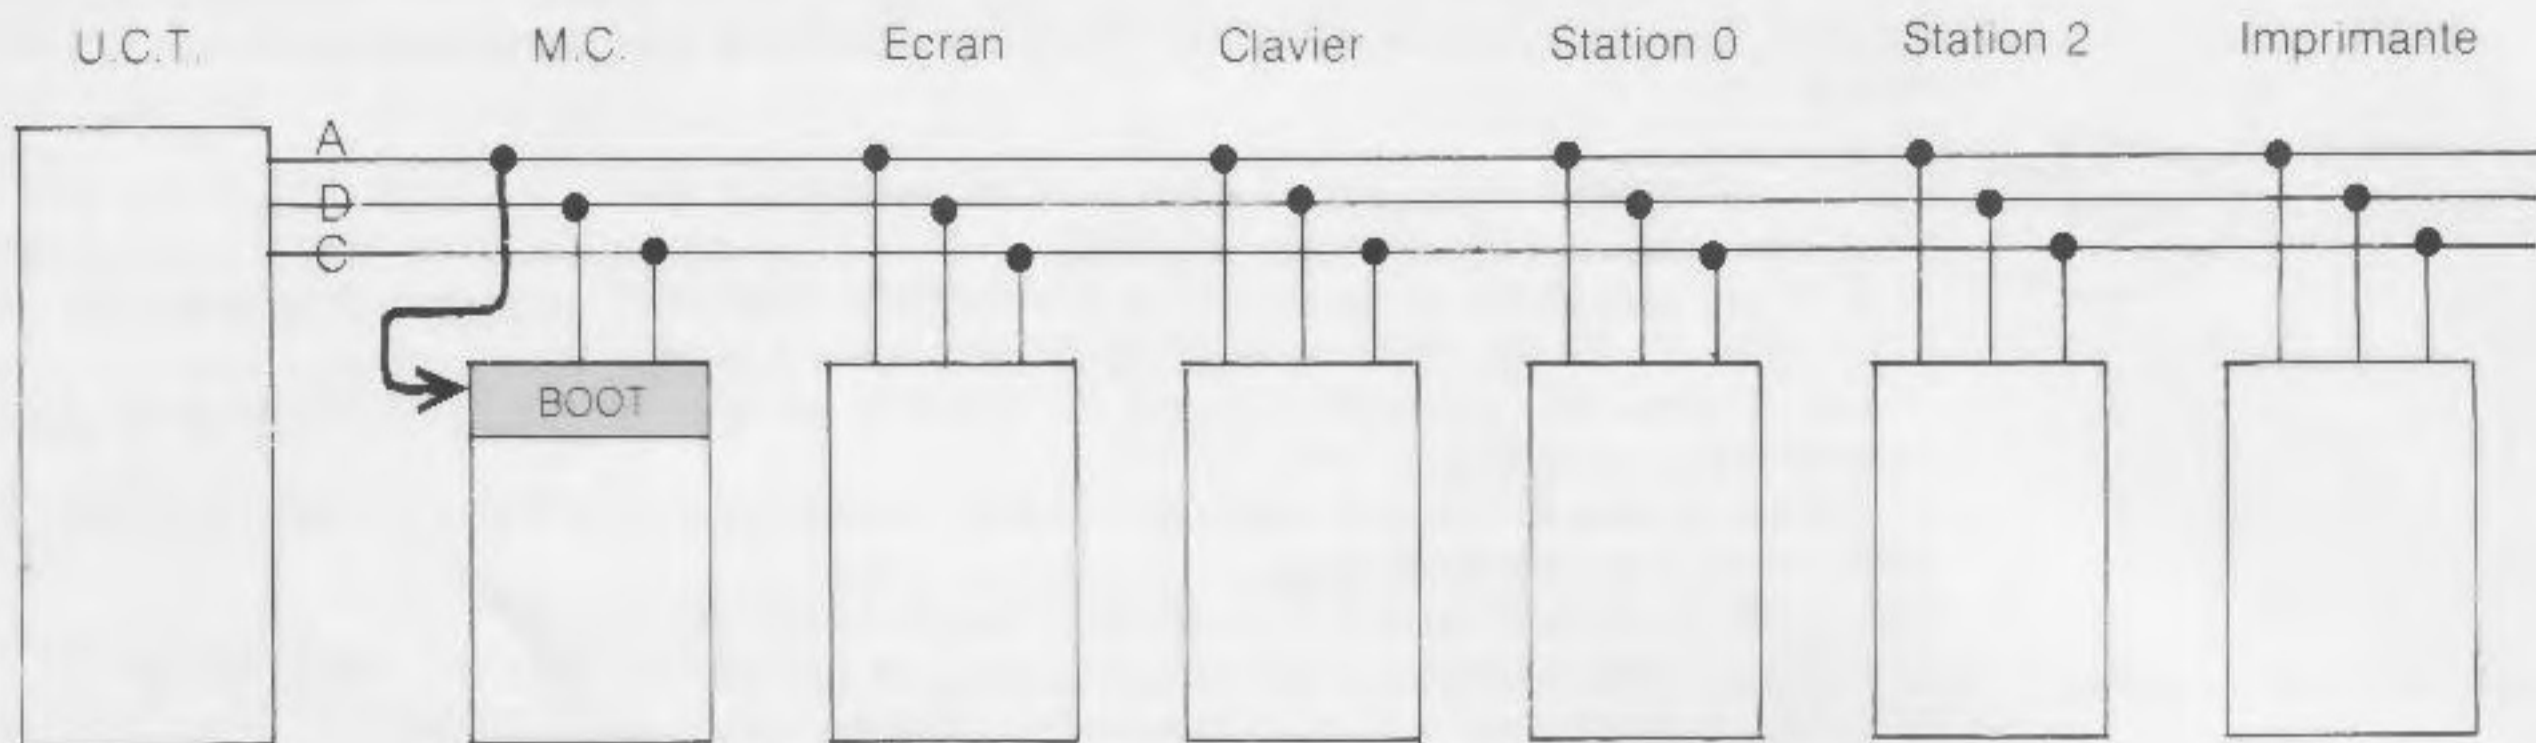 U.C.T. M.C. Ecran Clavier Station 0 Station 2 Imprimante
A
D
C
BOOT